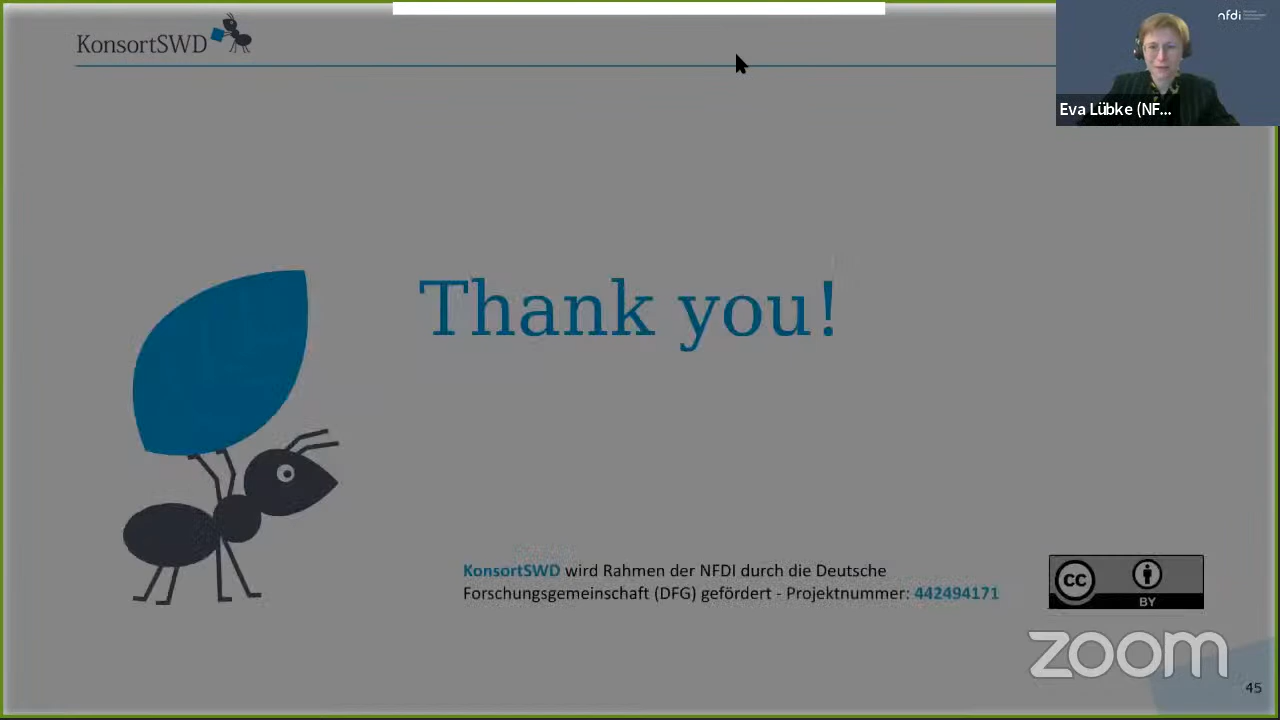 KonsortSWD
nfdi
Eva Lübke (NF...
Thank you!
KonsortSWD wird Rahmen der NFDI durch die Deutsche
Forschungsgemeinschaft (DFG) gefördert - Projektnummer: 442494171
cc
BY
zoom
45